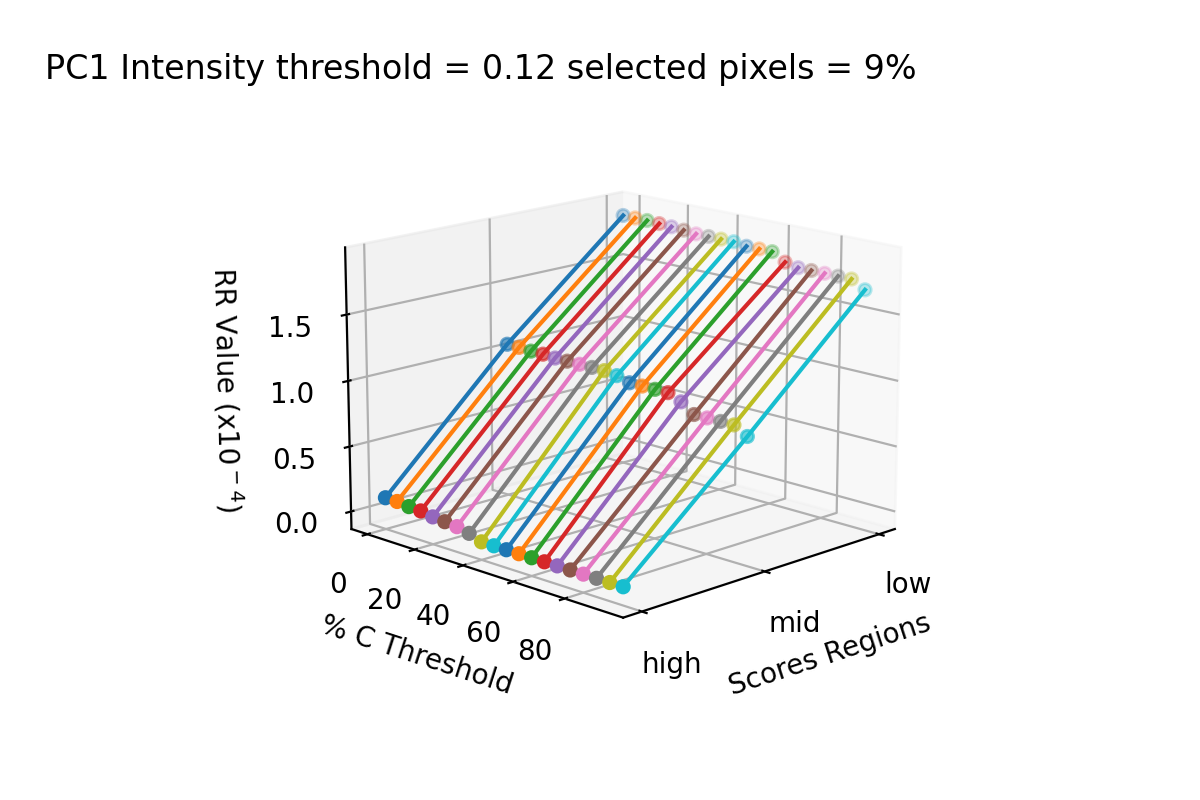 PC1 Intensity threshold = 0.12 selected pixels = 9%
RR Value (x10⁻⁴)
1.5
1.0
0.5
0.0
0
20
40
60
80
% C Threshold
high
mid
low
Scores Regions